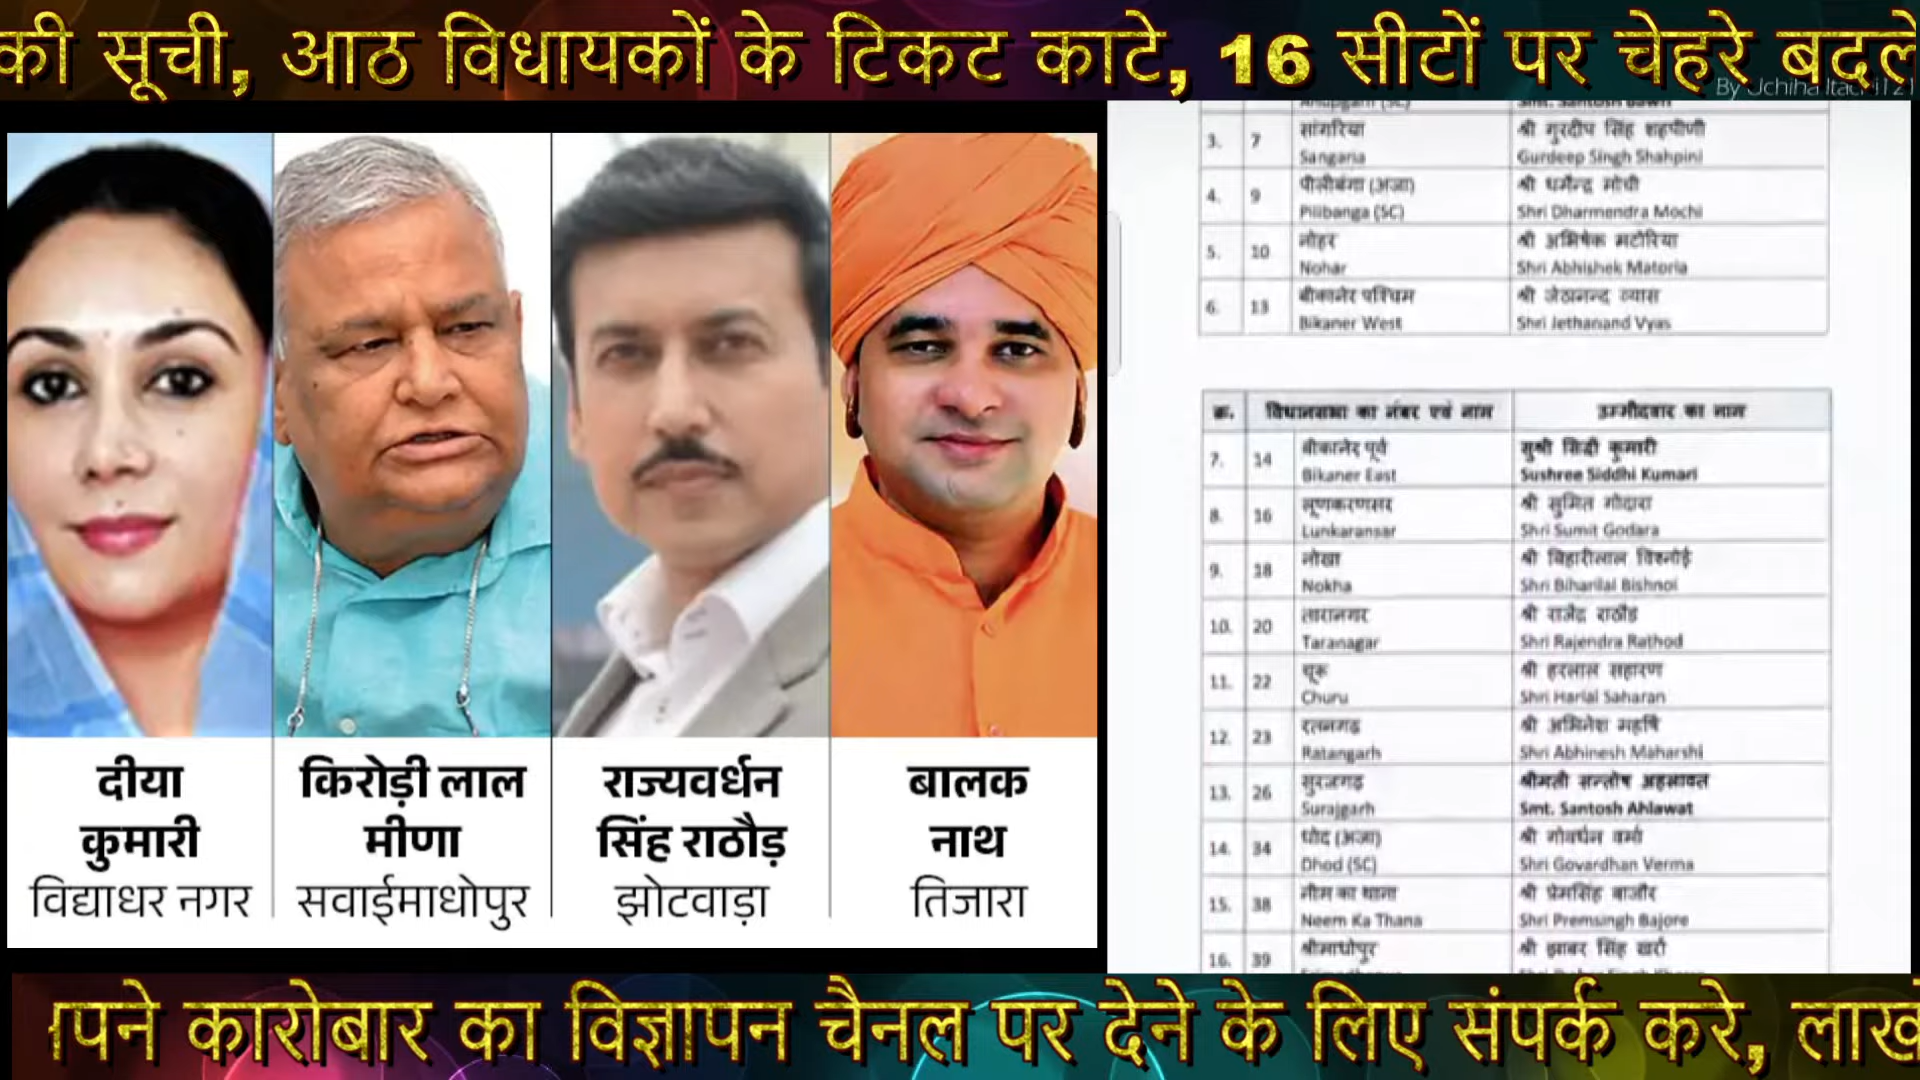 की सूची, आठ विधायकों के टिकट काटे, 16 सीटों पर चेहरे बदले
By Uchiha Itachi121
दीया
कुमारी
विद्याधर नगर
किरोड़ी लाल
मीणा
सवाईमाधोपुर
राज्यवर्धन
सिंह राठौड़
झोटवाड़ा
बालक
नाथ
तिजारा
Anupgarh (SC) Smt. Santosh Bawri
3. 7 सांगरिया श्री गुरदीप सिंह शहपीणी
Sangaria Gurdeep Singh Shahpini
4. 9 पीलीबंगा (अजा) श्री धर्मेन्द्र मोची
Pilibanga (SC) Shri Dharmendra Mochi
5. 10 नोहर श्री अभिषेक मटोरिया
Nohar Shri Abhishek Matoria
6. 13 बीकानेर पश्चिम श्री जेठानन्द व्यास
Bikaner West Shri Jethanand Vyas
क्र. विधानसभा का नंबर एवं नाम उम्मीदवार का नाम
7. 14 बीकानेर पूर्व सुश्री सिद्धी कुमारी
Bikaner East Sushree Siddhi Kumari
8. 16 लूणकरणसर श्री सुमित गोदारा
Lunkaransar Shri Sumit Godara
9. 18 नोखा श्री बिहारीलाल विश्नोई
Nokha Shri Biharilal Bishnoi
10. 20 तारानगर श्री राजेंद्र राठौड़
Taranagar Shri Rajendra Rathod
11. 22 चूरू श्री हरलाल सहारण
Churu Shri Harlal Saharan
12. 23 रतनगढ़ श्री अभिनेश महर्षि
Ratangarh Shri Abhinesh Maharshi
13. 26 सुरजगढ़ श्रीमती सन्तोष अहलावत
Surajgarh Smt. Santosh Ahlawat
14. 34 धोद (अजा) श्री गोवर्धन वर्मा
Dhod (SC) Shri Govardhan Verma
15. 38 नीम का थाना श्री प्रेमसिंह बाजौर
Neem Ka Thana Shri Premsingh Bajore
16. 39 श्रीमाधोपुर श्री झाबर सिंह खर्रा
पने कारोबार का विज्ञापन चैनल पर देने के लिए संपर्क करे, लाख